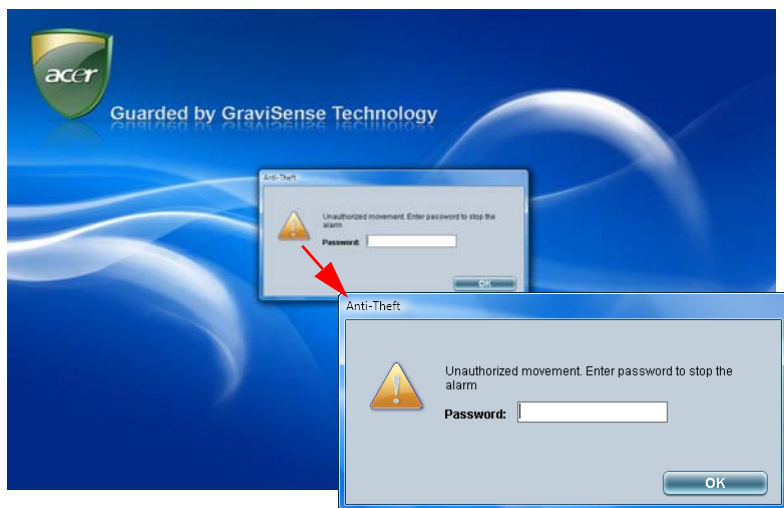 acer
Guarded by GraviSense Technology
Anti-Theft
Unauthorized movement. Enter password to stop the
alarm
Password:
OK
Anti-Theft
Unauthorized movement. Enter password to stop the
alarm
Password:
OK